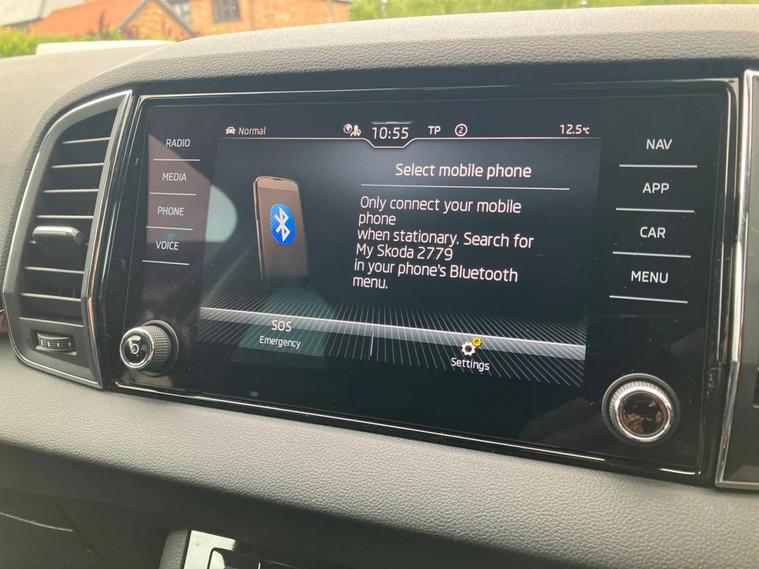 Normal
10:55
TP
2
12.5°C
RADIO
MEDIA
PHONE
VOICE
NAV
APP
CAR
MENU
Select mobile phone
Only connect your mobile
phone
when stationary. Search for
My Skoda 2779
in your phone's Bluetooth
menu.
SOS
Emergency
Settings